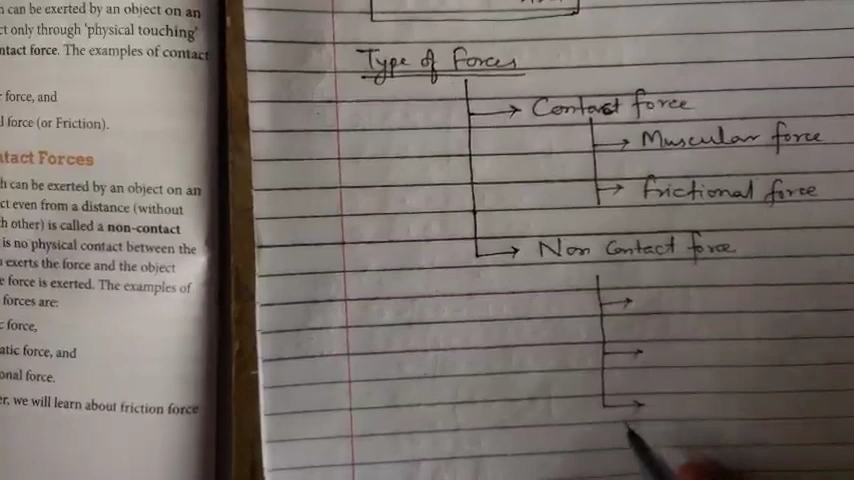 can be exerted by an object on an
ct only through 'physical touching'
ntact force. The examples of contact
force, and
l force (or Friction).
tact Forces
h can be exerted by an object on an
ct even from a distance (without
h other) is called a non-contact
is no physical contact between the
exerts the force and the object
e force is exerted. The examples of
forces are:
c force,
atic force, and
onal force.
er, we will learn about friction force
Type of Forces
Contact force
Muscular force
Frictional force
Non Contact force